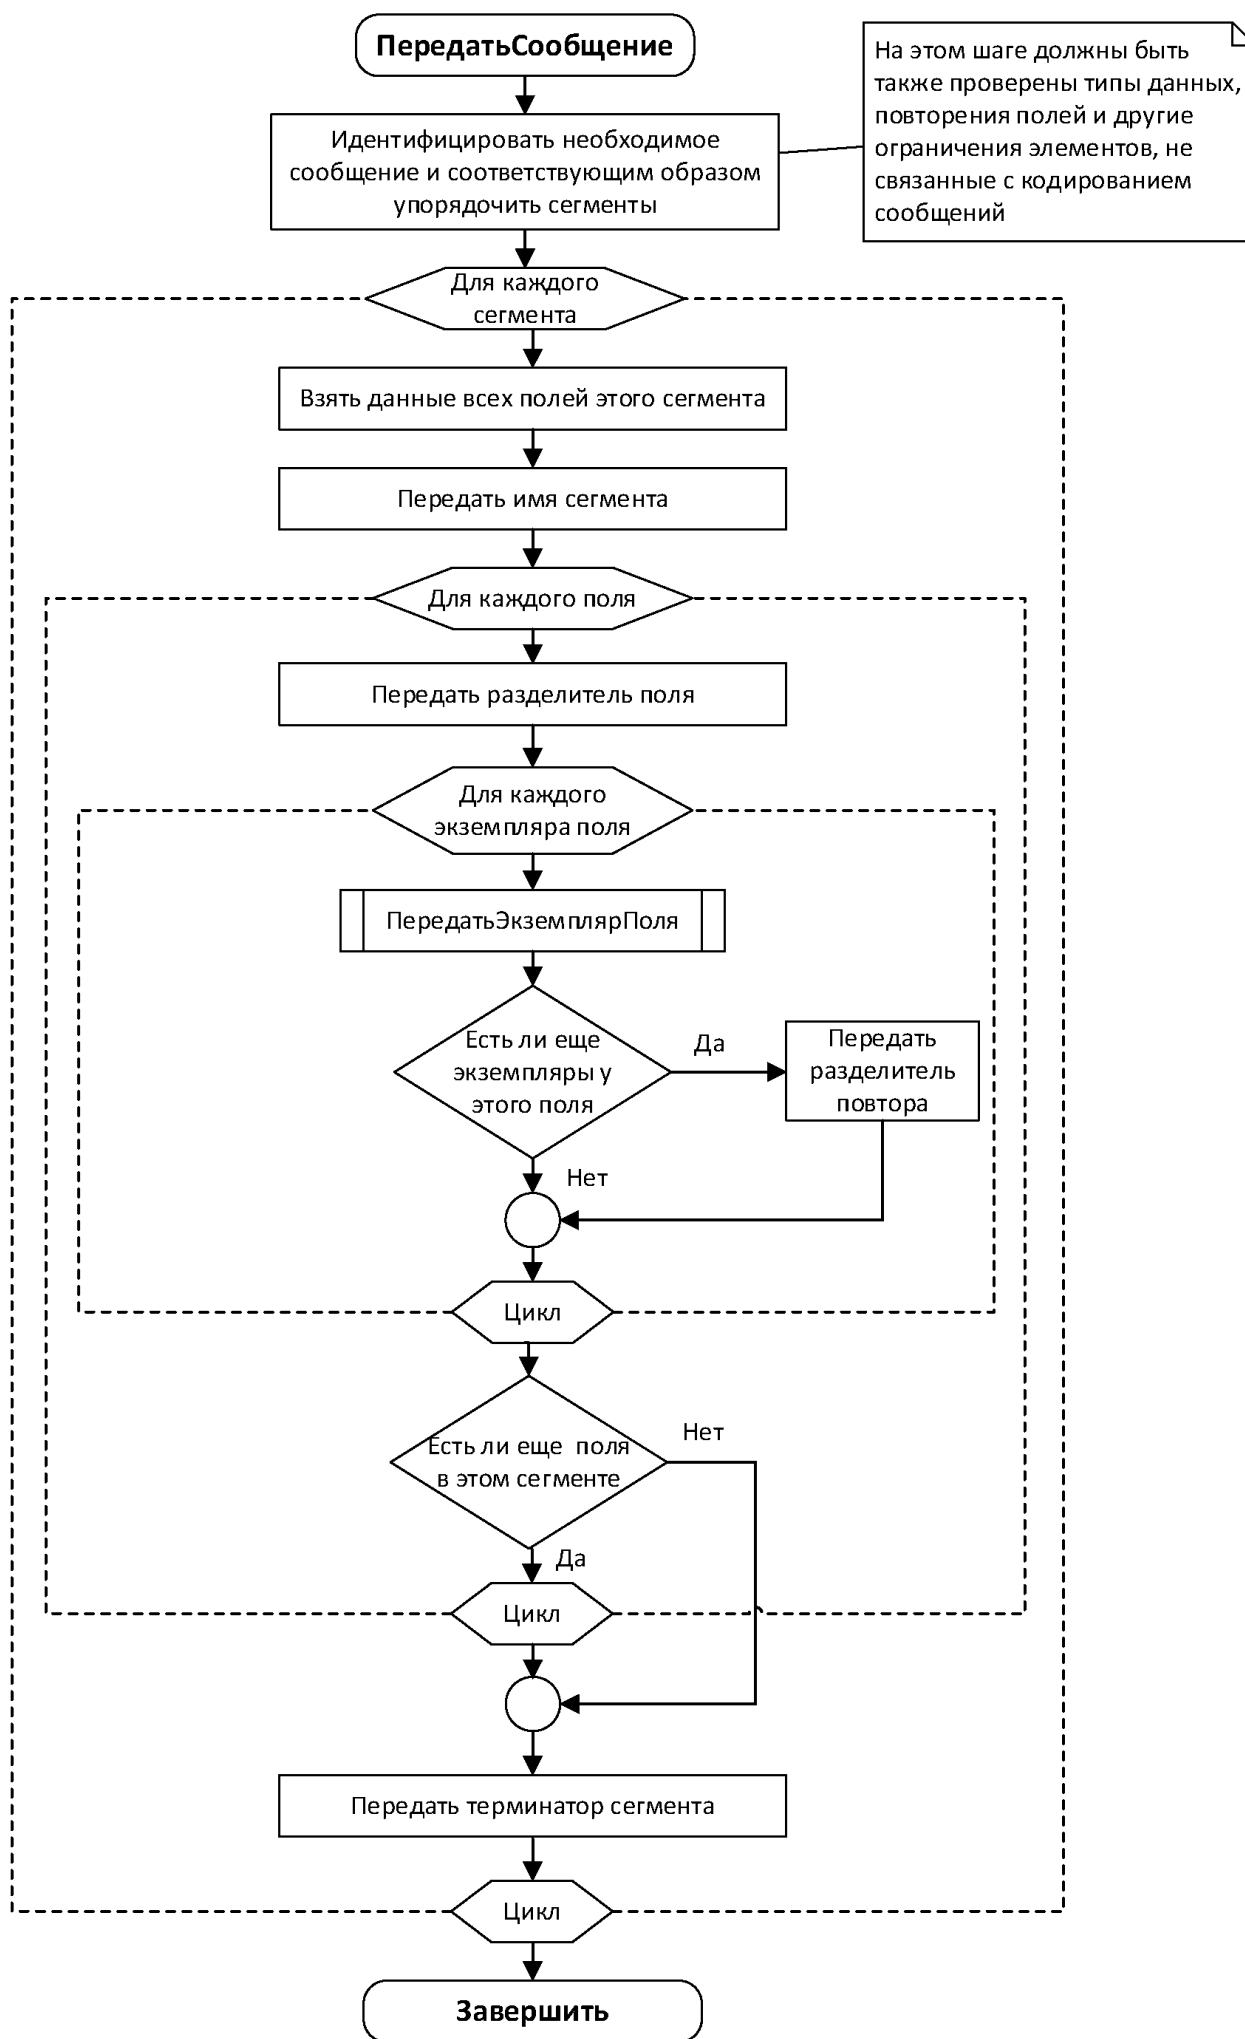 ПередатьСообщение
На этом шаге должны быть
также проверены типы данных,
повторения полей и другие
ограничения элементов, не
связанные с кодированием
сообщений
Идентифицировать необходимое
сообщение и соответствующим образом
упорядочить сегменты
Для каждого
сегмента
Взять данные всех полей этого сегмента
Передать имя сегмента
Для каждого поля
Передать разделитель поля
Для каждого
экземпляра поля
ПередатьЭкземплярПоля
Есть ли еще
экземпляры у
этого поля
Да
Передать
разделитель
повтора
Нет
Цикл
Есть ли еще поля
в этом сегменте
Нет
Да
Цикл
Передать терминатор сегмента
Цикл
Завершить